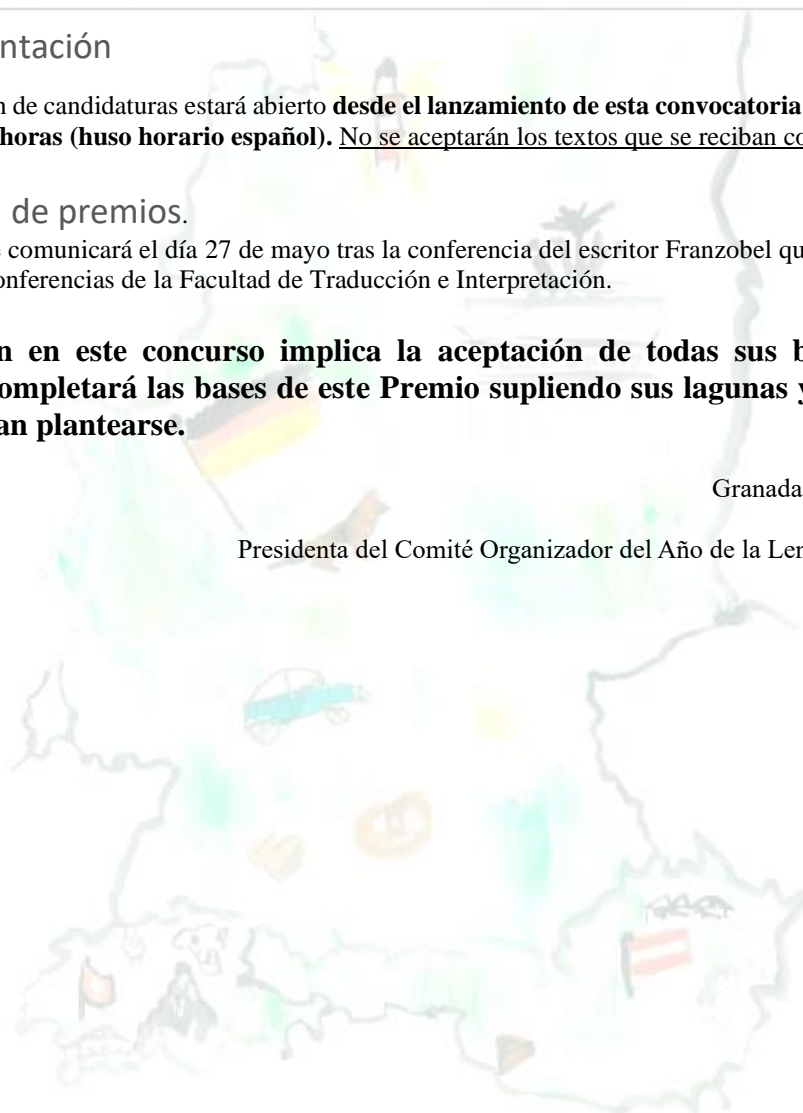 ntación
n de candidaturas estará abierto desde el lanzamiento de esta convocatoria
horas (huso horario español). No se aceptarán los textos que se reciban co
de premios.
comunicará el día 27 de mayo tras la conferencia del escritor Franzobel qu
onferencias de la Facultad de Traducción e Interpretación.
n en este concurso implica la aceptación de todas sus b
ompletará las bases de este Premio supliendo sus lagunas y
an plantearse.
Granada
Presidenta del Comité Organizador del Año de la Len